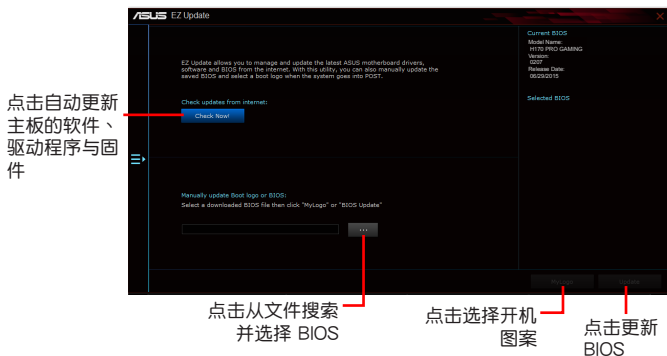 ASUS EZ Update
EZ Update allows you to manage and update the latest ASUS motherboard drivers,
software and BIOS from the internet. With this utility, you can also manually update the
saved BIOS and select a boot logo when the system goes into POST.
Check updates from internet:
Check Now!
Manually update Boot logo or BIOS:
Select a downloaded BIOS file then click "MyLogo" or "BIOS Update"
...
Current BIOS
Model Name:
H170 PRO GAMING
Version:
0207
Release Date:
06/29/2015
Selected BIOS
MyLogo
Update
点击自动更新
主板的软件、
驱动程序与固
件
点击从文件搜索
并选择 BIOS
点击选择开机
图案
点击更新
BIOS